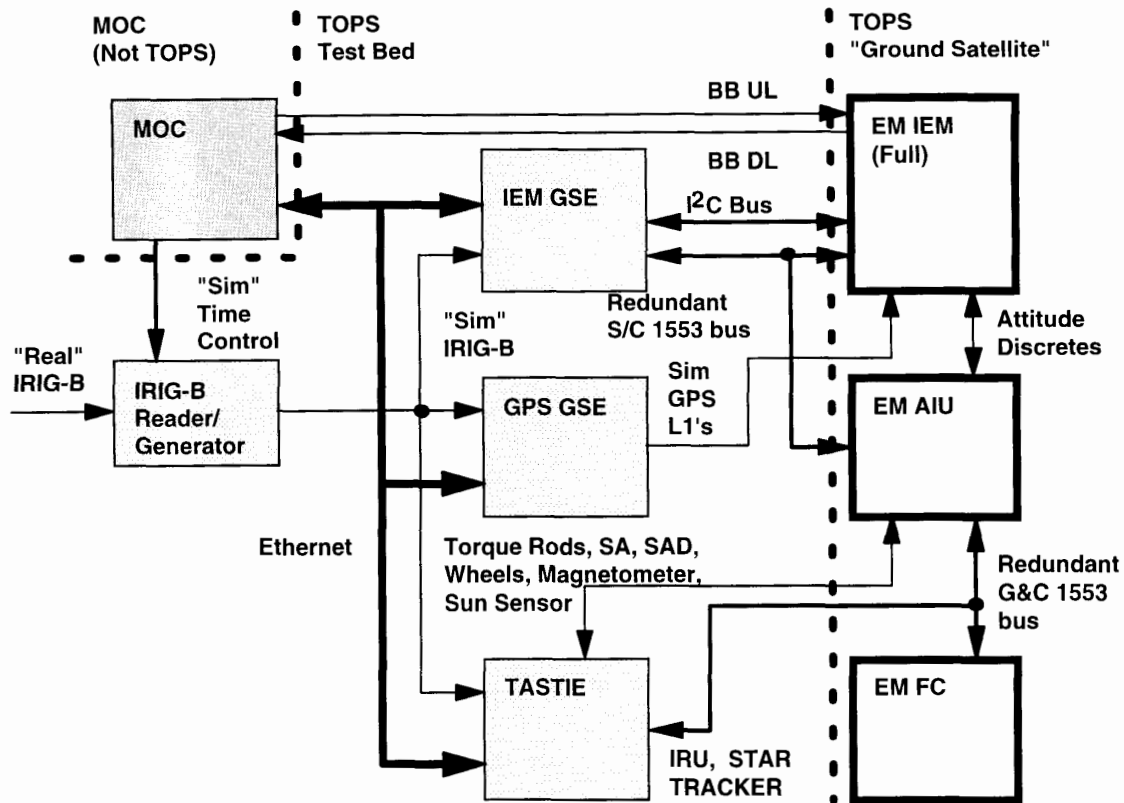 MOC
(Not TOPS)
TOPS
Test Bed
TOPS
"Ground Satellite"
MOC
BB UL
BB DL
EM IEM
(Full)
IEM GSE
I²C Bus
"Sim"
Time
Control
"Sim"
IRIG-B
Redundant
S/C 1553 bus
Attitude
Discretes
"Real"
IRIG-B
IRIG-B
Reader/
Generator
GPS GSE
Sim
GPS
L1's
EM AIU
Ethernet
Torque Rods, SA, SAD,
Wheels, Magnetometer,
Sun Sensor
Redundant
G&C 1553
bus
TASTIE
EM FC
IRU, STAR
TRACKER